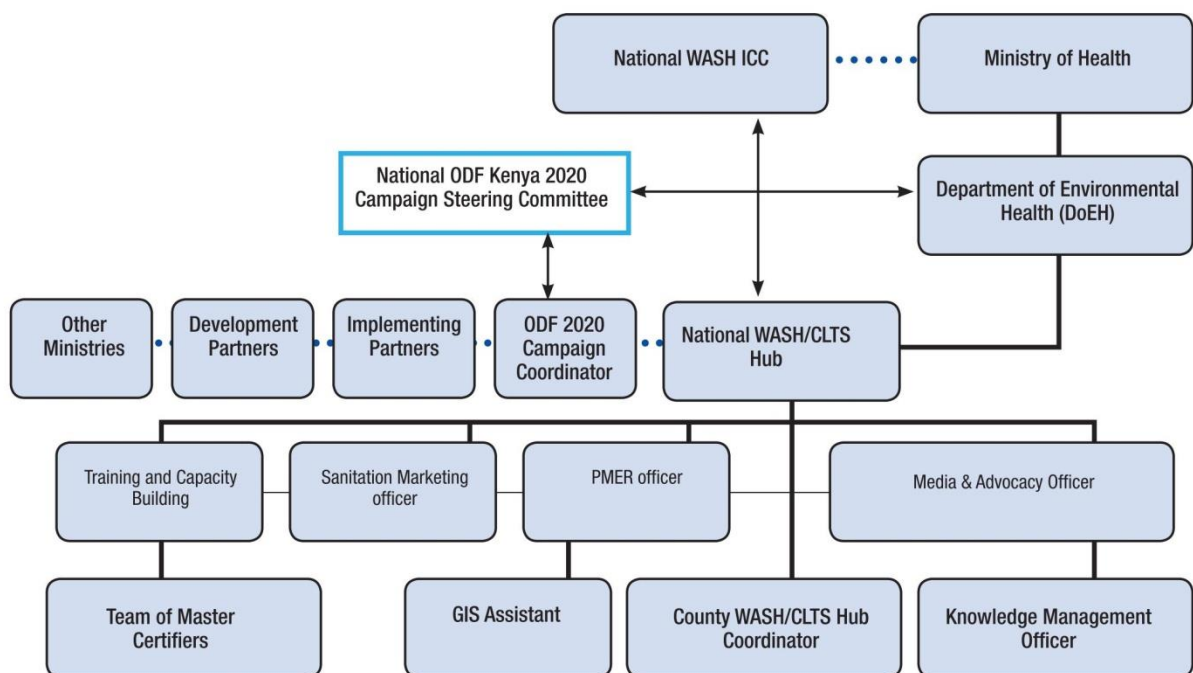 National WASH ICC
Ministry of Health
National ODF Kenya 2020
Campaign Steering Committee
Department of Environmental
Health (DoEH)
Other
Ministries
Development
Partners
Implementing
Partners
ODF 2020
Campaign
Coordinator
National WASH/CLTS
Hub
Training and Capacity
Building
Sanitation Marketing
officer
PMER officer
Media & Advocacy Officer
Team of Master
Certifiers
GIS Assistant
County WASH/CLTS Hub
Coordinator
Knowledge Management
Officer